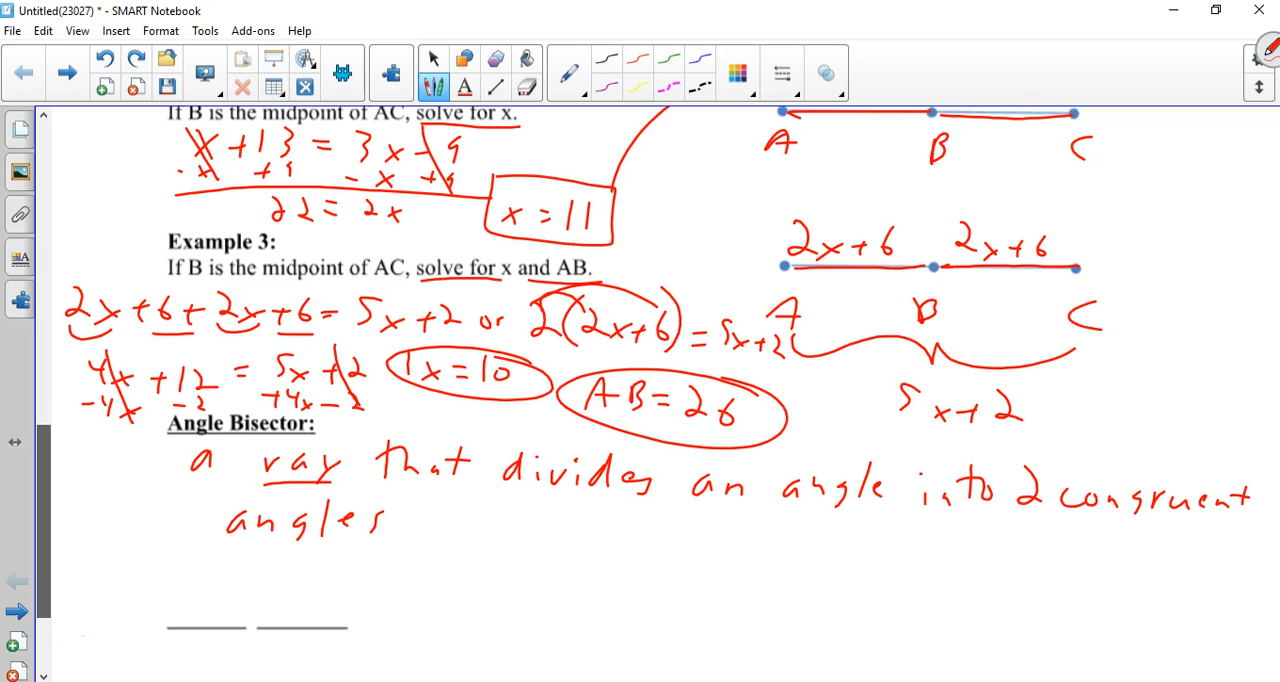 Untitled(23027) * - SMART Notebook
File Edit View Insert Format Tools Add-ons Help
If B is the midpoint of AC, solve for x.
A B C
x + 13 = 3x - 9
- x + 9 - x + 9
22 = 2x
x = 11
Example 3:
If B is the midpoint of AC, solve for x and AB.
2x + 6 2x + 6
A B C
5x + 2
2x + 6 + 2x + 6 = 5x + 2 or 2(2x + 6) = 5x + 2
4x + 12 = 5x + 2
-4x - 2 + 4x - 2
1x = 10
AB = 26
Angle Bisector:
a ray that divides an angle into 2 congruent
angles